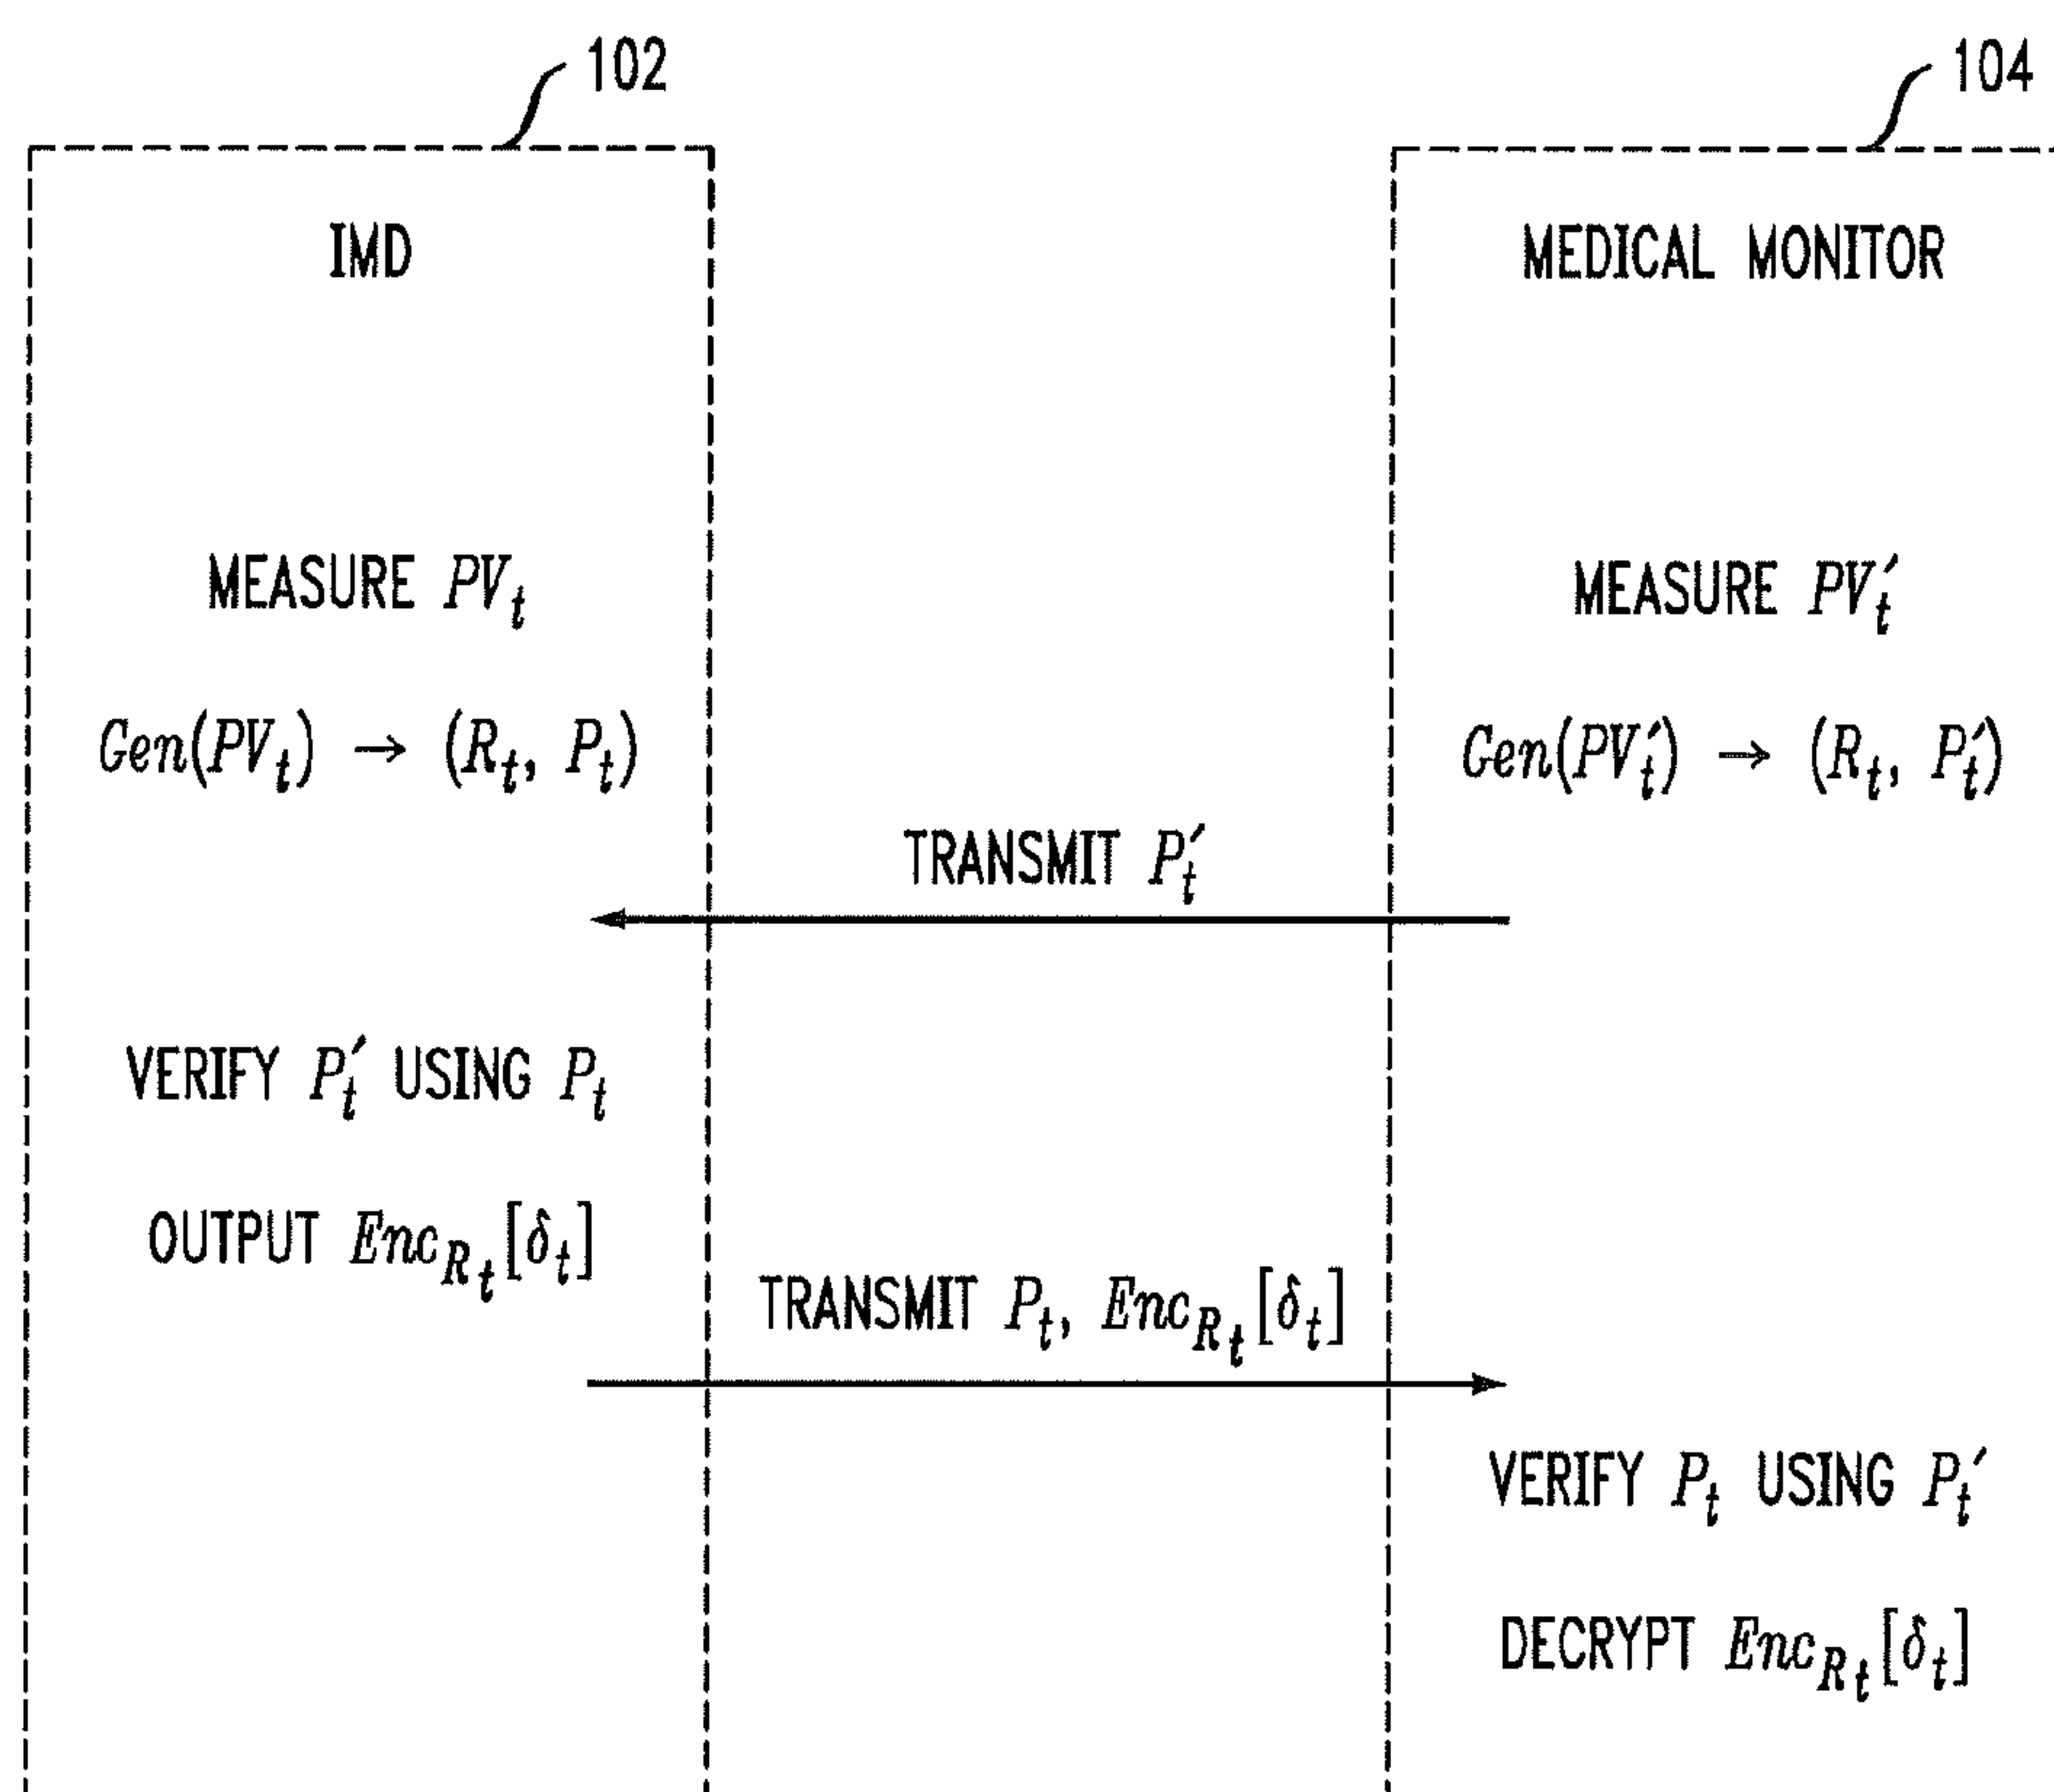 102
104
IMD
MEDICAL MONITOR
MEASURE PV_t
MEASURE PV'_t
Gen(PV_t) → (R_t, P_t)
Gen(PV'_t) → (R_t, P'_t)
TRANSMIT P'_t
VERIFY P'_t USING P_t
OUTPUT Enc_{R_t}[δ_t]
TRANSMIT P_t, Enc_{R_t}[δ_t]
VERIFY P_t USING P_t'
DECRYPT Enc_{R_t}[δ_t]